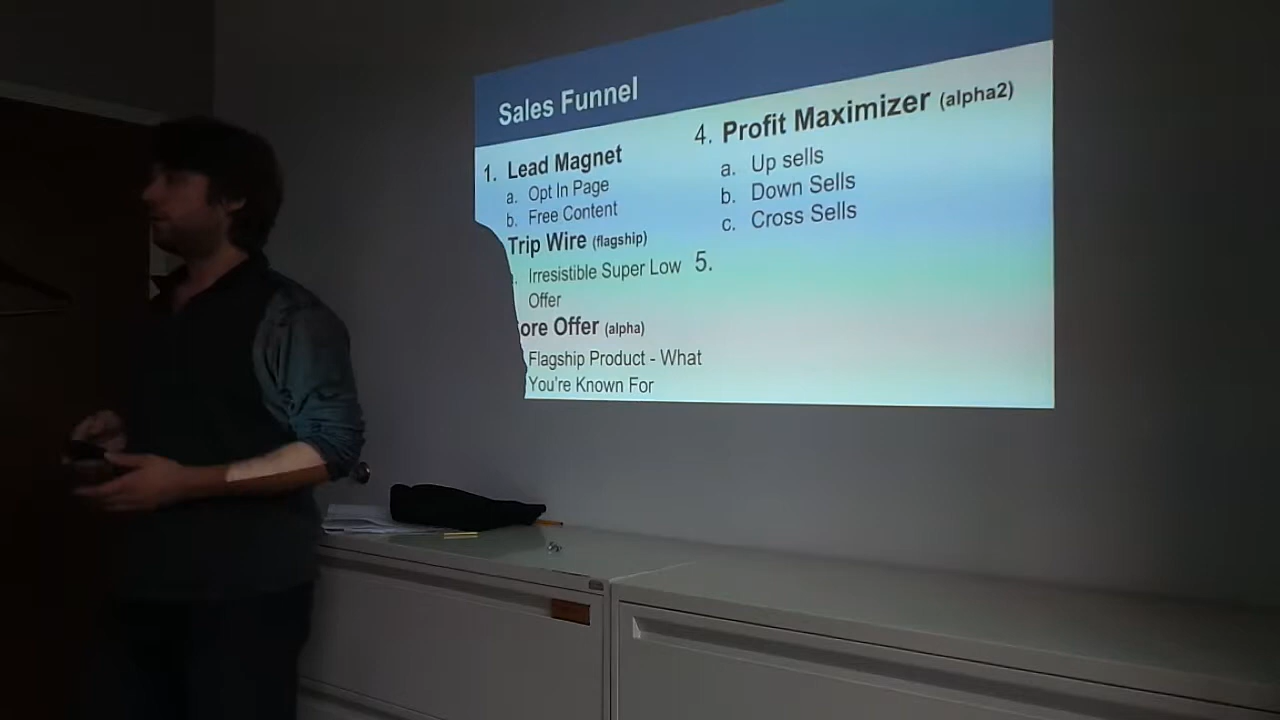 Sales Funnel
1. Lead Magnet
a. Opt In Page
b. Free Content
Trip Wire (flagship)
Irresistible Super Low
Offer
ore Offer (alpha)
Flagship Product - What
You're Known For
4. Profit Maximizer (alpha2)
a. Up sells
b. Down Sells
c. Cross Sells
5.